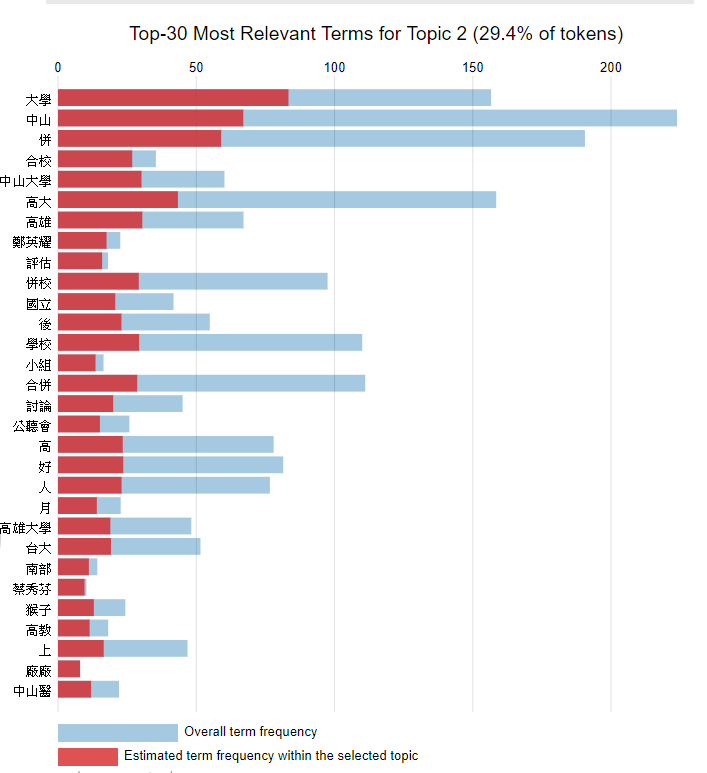 Top-30 Most Relevant Terms for Topic 2 (29.4% of tokens)
0 50 100 150 200
大學
中山
併
合校
中山大學
高大
高雄
鄭英耀
評估
併校
國立
後
學校
小組
合併
討論
公聽會
高
好
人
月
高雄大學
台大
南部
蔡秀芬
猴子
高教
上
廠廠
中山醫
Overall term frequency
Estimated term frequency within the selected topic